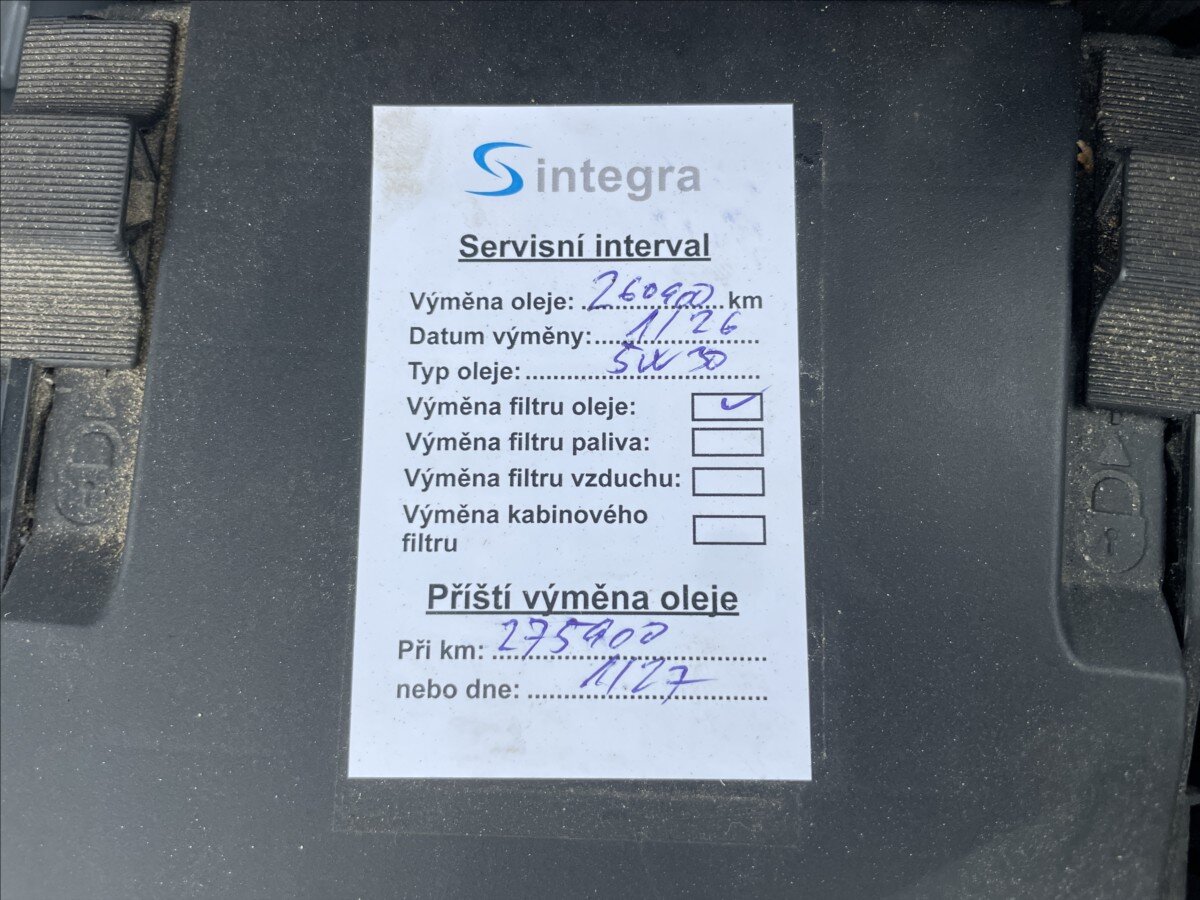 Sintegra
Servisní interval
Výměna oleje: 260900 km
Datum výměny: 1/26
Typ oleje: 5W30
Výměna filtru oleje: ✓
Výměna filtru paliva:
Výměna filtru vzduchu:
Výměna kabinového
filtru
Příští výměna oleje
Při km: 275900
nebo dne: 1/27